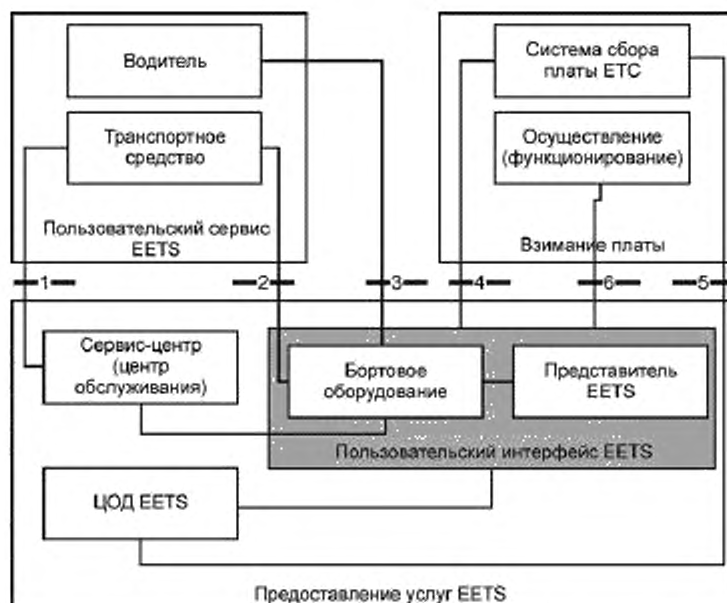 Водитель
Транспортное
средство
Пользовательский сервис
EETS
Система сбора
платы ETC
Осуществление
(функционирование)
Взимание платы
1
2
3
4
6
5
Сервис-центр
(центр
обслуживания)
Бортовое
оборудование
Представитель
EETS
Пользовательский интерфейс EETS
ЦОД EETS
Предоставление услуг EETS